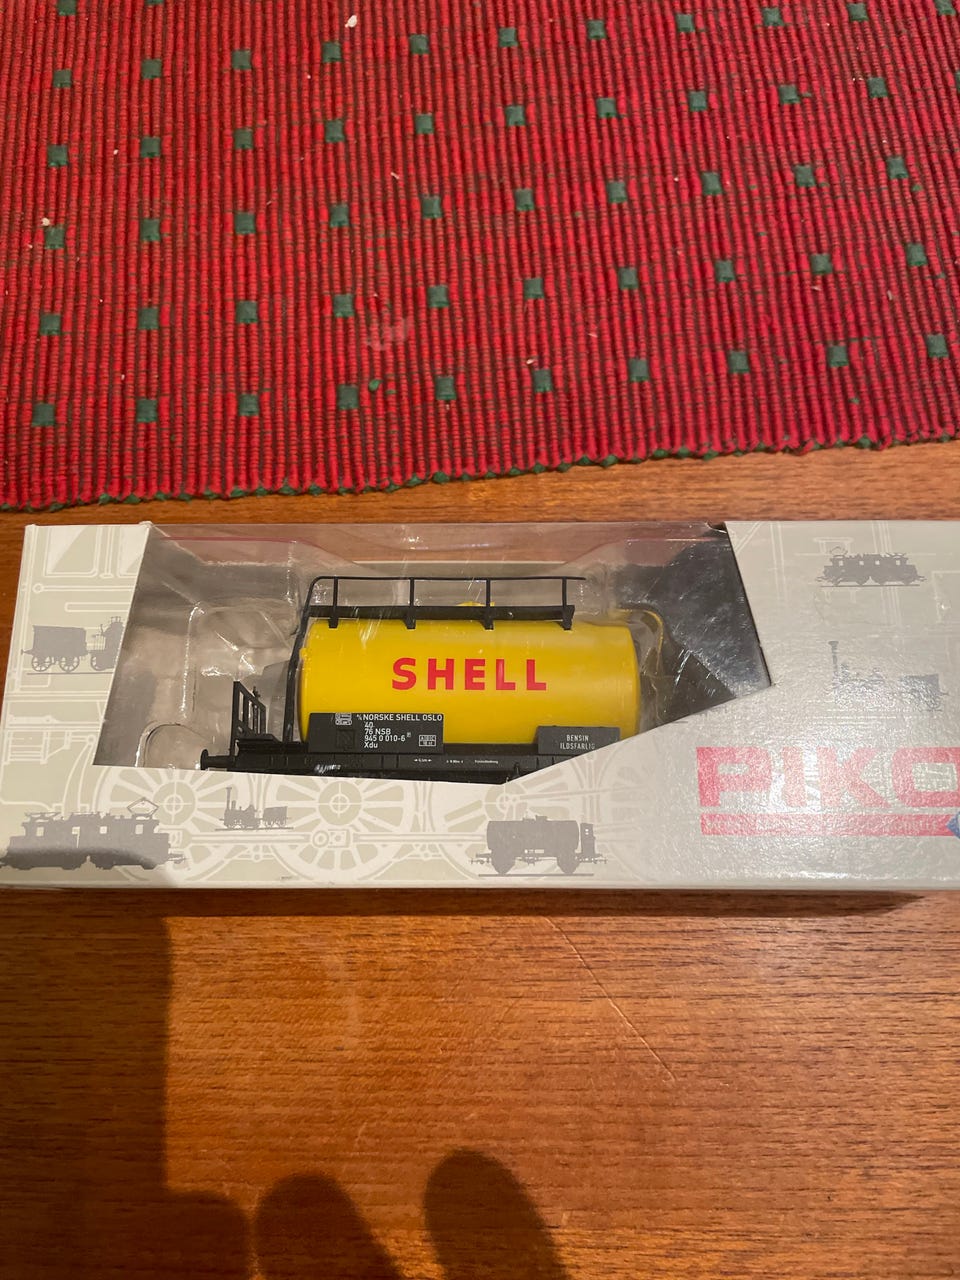 SHELL
NORSKE SHELL OSLO
40
76 NSB
945 0 010-6
Xdu
BENSIN
ILDSFARLIG
PIKO